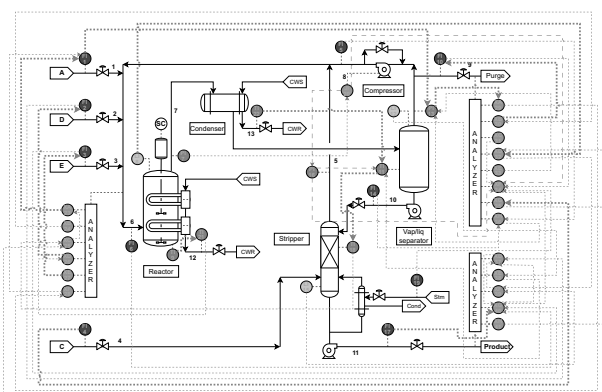 1
9
A
8
Purge
CWS
Compressor
7
D
2
Condenser
13
CWR
SC
A
N
A
L
Y
Z
E
R
E
3
5
CWS
10
A
N
A
L
Y
Z
E
R
6
Stripper
Vap/liq
separator
12
CWR
Reactor
A
N
A
L
Y
Z
E
R
Stm
Cond
C
4
11
Product